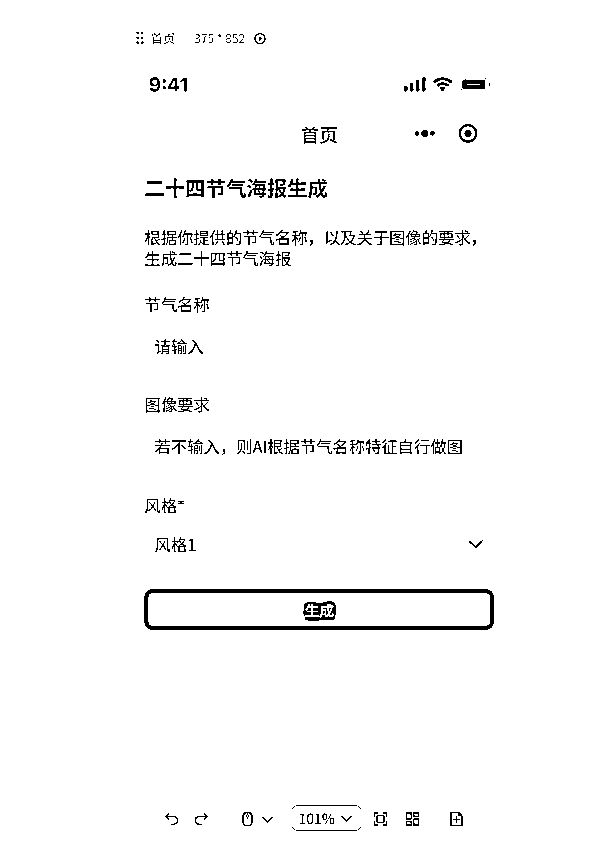 首页 375*852
9:41
首页
二十四节气海报生成
根据你提供的节气名称，以及关于图像的要求，
生成二十四节气海报
节气名称
请输入
图像要求
若不输入，则AI根据节气名称特征自行做图
风格*
风格1
生成
101%